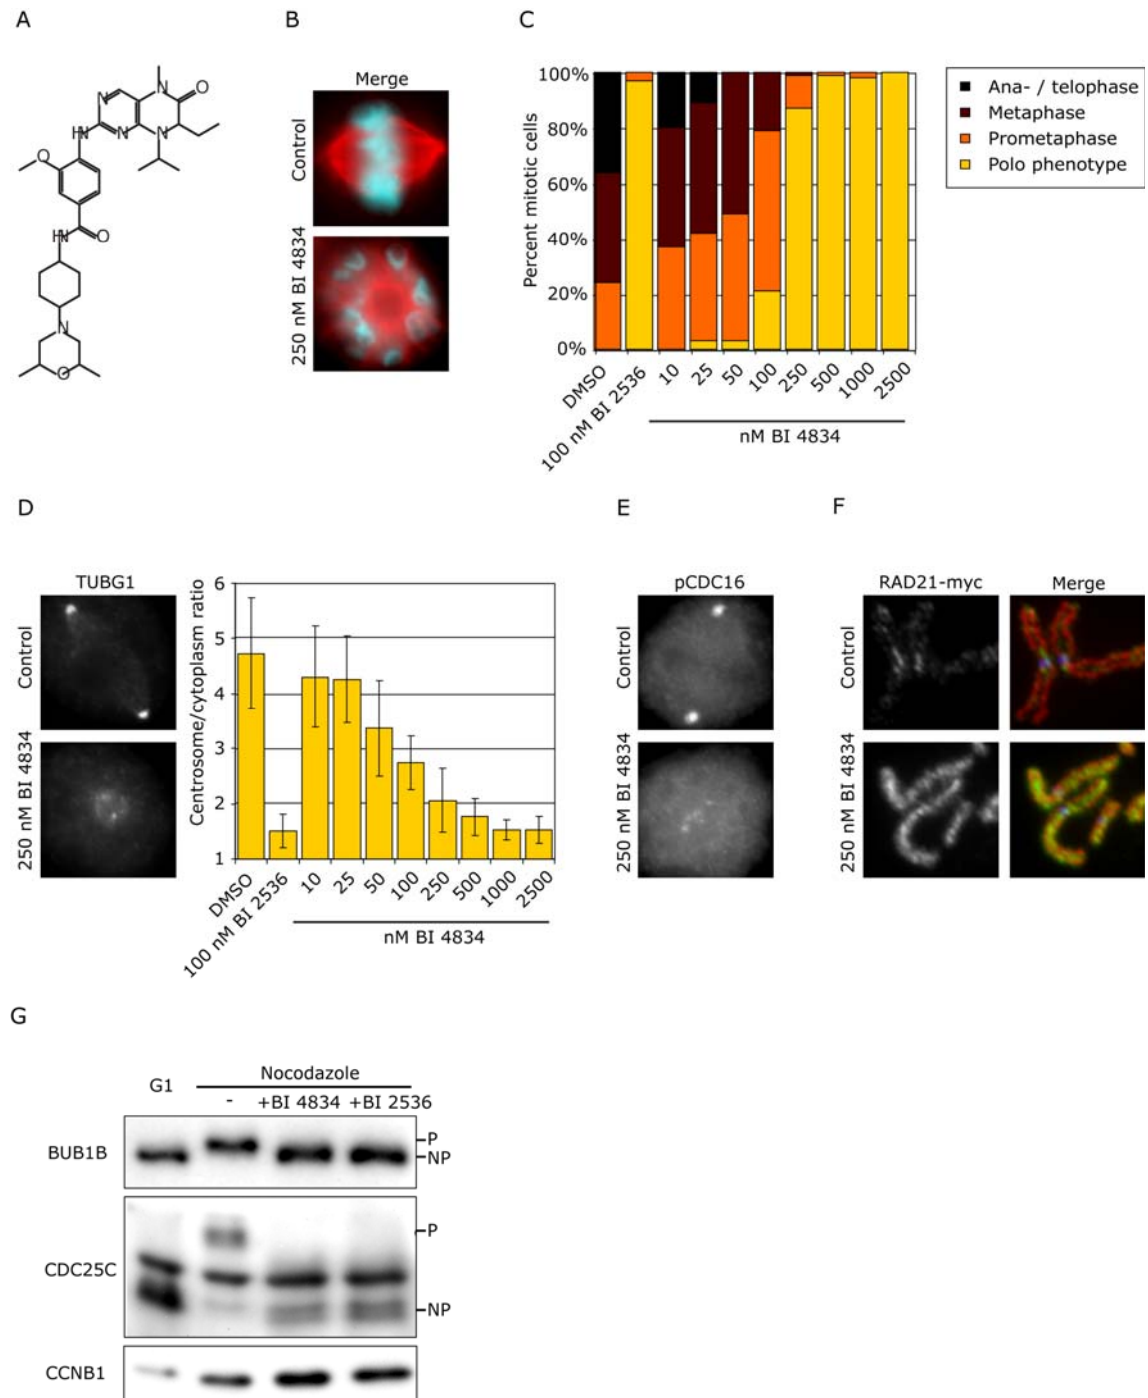 A
N
N
O
N
N
HN
N
O
HN
O
N
O
B
Merge
Control
250 nM BI 4834
C
100%
80%
60%
40%
20%
0%
Percent mitotic cells
DMSO
100 nM BI 2536
10
25
50
100
250
500
1000
2500
nM BI 4834
Ana- / telophase
Metaphase
Prometaphase
Polo phenotype
D
TUBG1
Control
250 nM BI 4834
Centrosome/cytoplasm ratio
6
5
4
3
2
1
DMSO
100 nM BI 2536
10
25
50
100
250
500
1000
2500
nM BI 4834
E
pCDC16
Control
250 nM BI 4834
F
RAD21-myc Merge
Control
250 nM BI 4834
G
G1 Nocodazole
- +BI 4834 +BI 2536
BUB1B
P
NP
CDC25C
P
NP
CCNB1